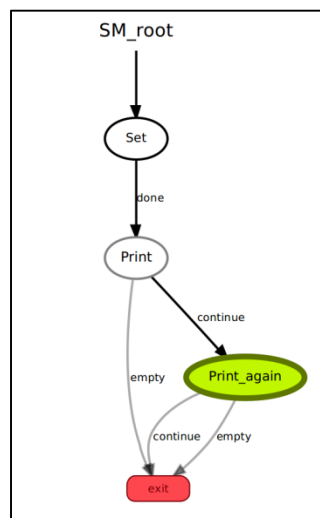 SM_root
Set
done
Print
continue
empty
Print_again
continue
empty
exit